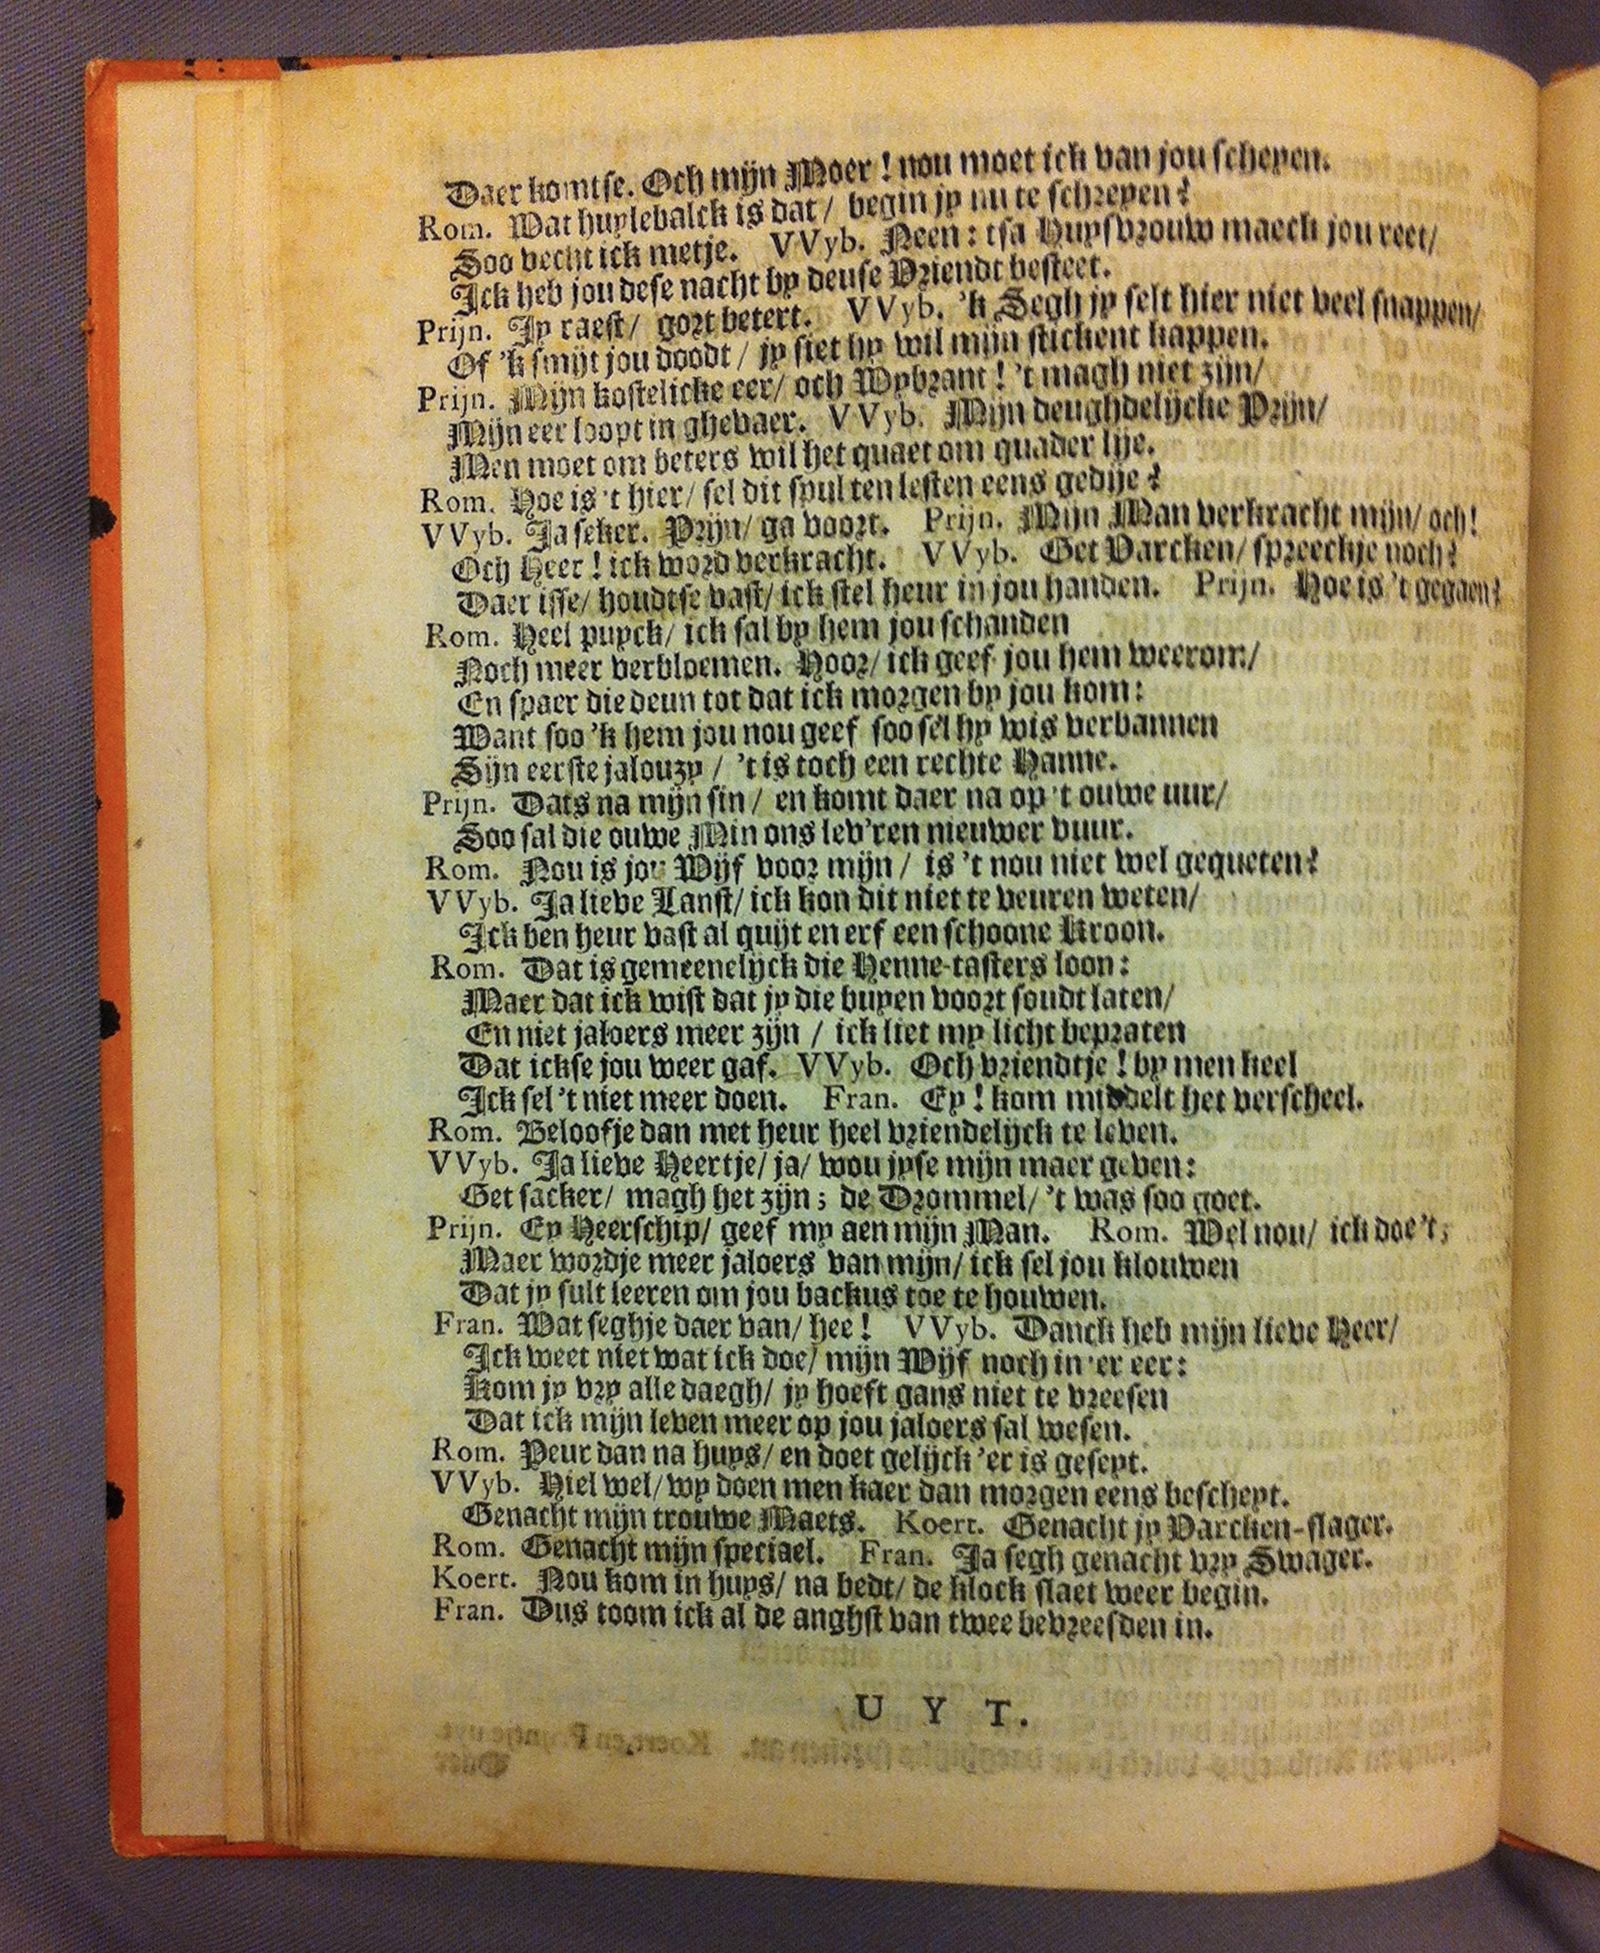 Daer komtse. Och mijn Moer! nou moet ick van jou scheyen.
Rom. Wat huylebalck is dat / begin jy nu te schreyen?
Soo vecht ick metje. VVyb. Neen: tsa Huysvrouw maeck jou reet/
Ick heb jou dese nacht by deuse Vriendt besteet.
Prijn. Jy raest/ gort betert. VVyb. 'k Segh jy selt hier niet veel snappen/
Of 'k smijt jou doodt / jy siet hy wil mijn stickent kappen.
Prijn. Mijn kostelicke eer/ och Wybrant! 't magh niet zijn/
Mijn eer loopt in ghevaer. VVyb. Mijn deughdelijcke Prijn/
Men moet om beters wil het quaet om quader lije.
Rom. Hoe is 't hier/ sel dit spul ten lesten eens gedije?
VVyb. Ja seker. Prijn/ ga voort. Prijn. Mijn Man verkracht mijn/ och!
Och Heer! ick word verkracht. VVyb. Get Varcken/ spreeckje noch?
Daer isse/ houdtse vast/ ick stel heur in jou handen. Prijn. Hoe is 't gegaen?
Rom. Heel puyck/ ick sal by hem jou schanden
Noch meer verbloemen. Hoor/ ick geef jou hem weerom/
En spaer die deun tot dat ick morgen by jou kom:
Want soo 'k hem jou nou geef soo sel hy wis verbannen
Sijn eerste jalouzy / 't is toch een rechte Hanne.
Prijn. Dats na mijn sin / en komt daer na op 't ouwe uur/
Soo sal die ouwe Min ons lev'ren nieuwer vuur.
Rom. Nou is jou Wijf voor mijn / is 't nou niet wel gequeten?
VVyb. Ja lieve Lanst/ ick kon dit niet te veuren weten/
Ick ben heur vast al quijt en erf een schoone Kroon.
Rom. Dat is gemeenelijck die Henne-tasters loon:
Maer dat ick wist dat jy die buyen voort soudt laten/
En niet jaloers meer zijn / ick liet my licht bepraten
Dat ickse jou weer gaf. VVyb. Och vriendtje! by men keel
Ick sel 't niet meer doen. Fran. Ey! kom middelt het verscheel.
Rom. Beloofje dan met heur heel vriendelijck te leven.
VVyb. Ja lieve Heertje/ ja/ wou jyse mijn maer geven:
Get sacker/ magh het zijn; de Drommel/ 't was soo goet.
Prijn. Ey Heerschip/ geef my aen mijn Man. Rom. Wel nou/ ick doe 't;
Maer wordje meer jaloers van mijn/ ick sel jou klouwen
Dat jy sult leeren om jou backus toe te houwen.
Fran. Wat seghje daer van/ hee! VVyb. Danck heb mijn lieve Heer/
Ick weet niet wat ick doe/ mijn Wijf noch in 'er eer:
Kom jy vry alle daegh/ jy hoeft gans niet te vreesen
Dat ick mijn leven meer op jou jaloers sal wesen.
Rom. Peur dan na huys/ en doet gelijck 'er is geseyt.
VVyb. Hiel wel/ wy doen men kaer dan morgen eens bescheyt.
Genacht mijn trouwe Maets. Koert. Genacht jy Varcken-slager.
Rom. Genacht mijn speciael. Fran. Ja segh genacht vry Swager.
Koert. Nou kom in huys/ na bedt/ de klock slaet weer begin.
Fran. Dus toom ick al de anghst van twee bevreesden in.
UYT.